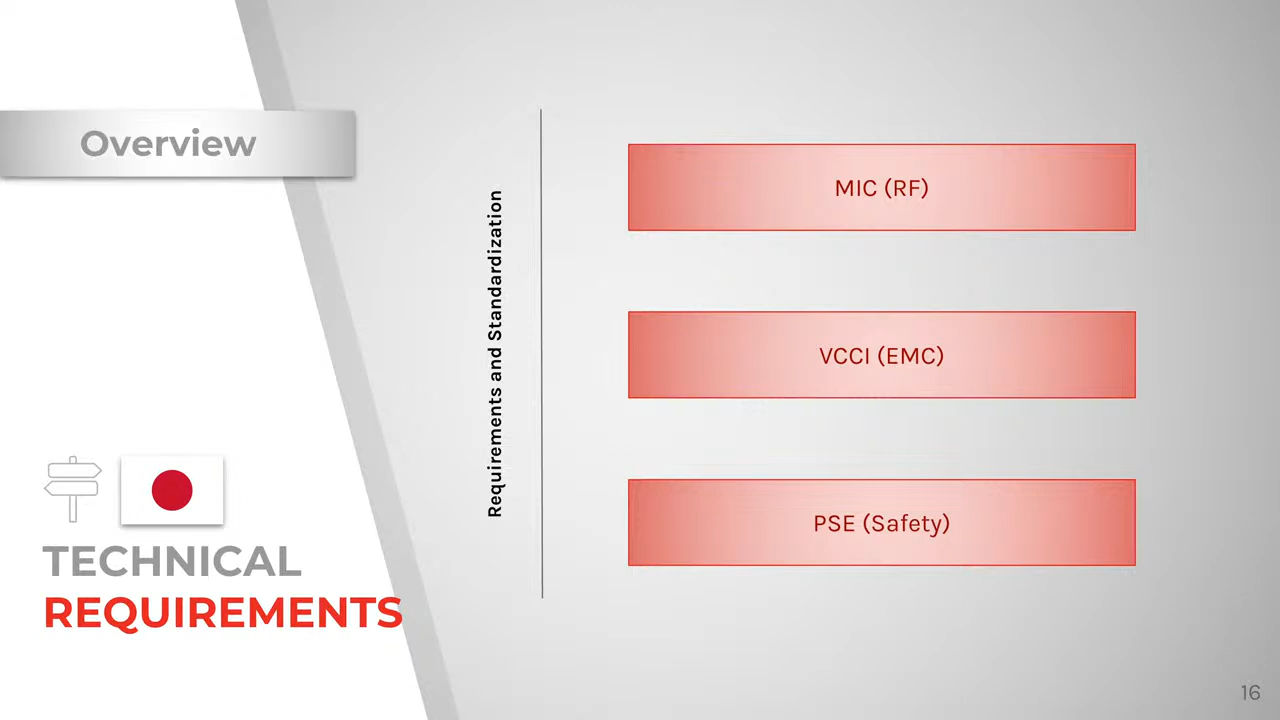 Overview
TECHNICAL
REQUIREMENTS
Requirements and Standardization
MIC (RF)
VCCI (EMC)
PSE (Safety)
16